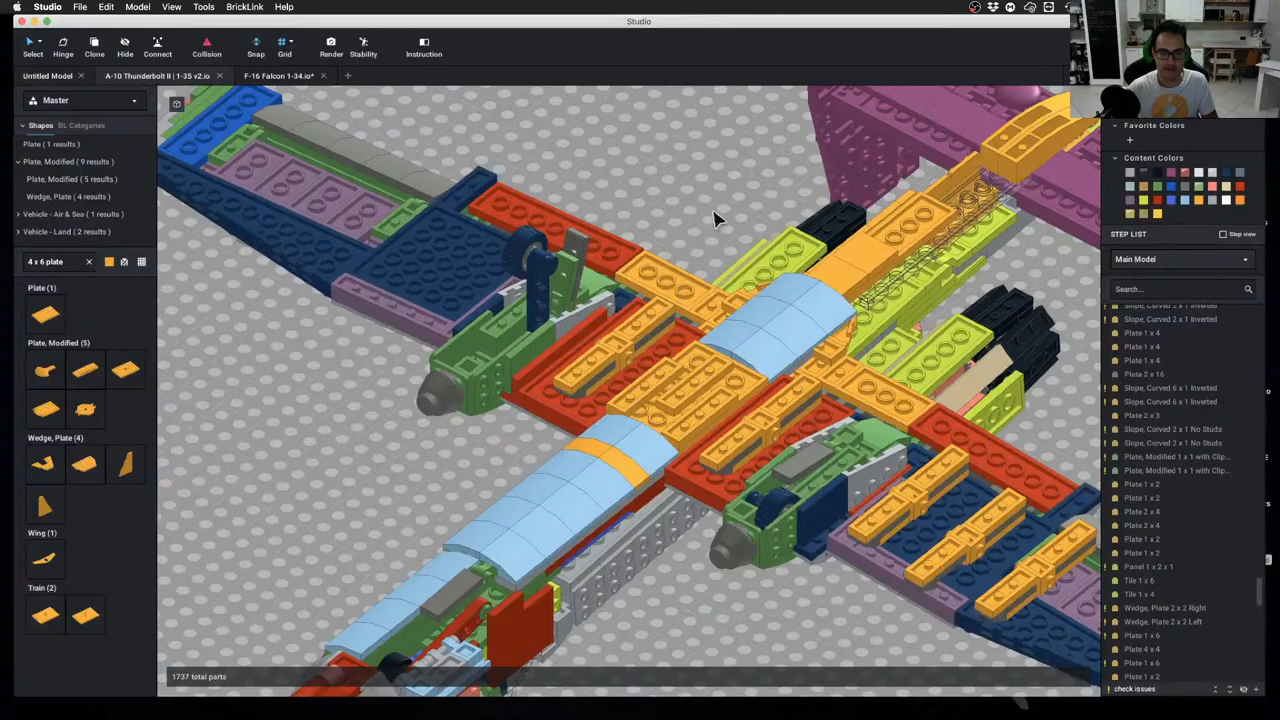 Studio File Edit Model View Tools BrickLink Help
Studio
Select Hinge Clone Hide Connect Collision Snap Grid Render Stability Instruction
Untitled Model A-10 Thunderbolt II | 1-35 v2.io F-16 Falcon 1-34.io*
Master
Shapes BL Categories
Plate (1 results)
Plate, Modified (9 results)
Plate, Modified (5 results)
Wedge, Plate (4 results)
Vehicle - Air & Sea (1 results)
Vehicle - Land (2 results)
4 x 6 plate
Plate (1)
Plate, Modified (5)
Wedge, Plate (4)
Wing (1)
Train (2)
1737 total parts
Favorite Colors
Content Colors
STEP LIST Step view
Main Model
Search...
Slope, Curved 2 x 1 Inverted
Slope, Curved 2 x 1 Inverted
Plate 1 x 4
Plate 1 x 4
Plate 1 x 4
Plate 2 x 16
Slope, Curved 6 x 1 Inverted
Slope, Curved 6 x 1 Inverted
Plate 2 x 3
Slope, Curved 2 x 1 No Studs
Slope, Curved 2 x 1 No Studs
Plate, Modified 1 x 1 with Clip...
Plate, Modified 1 x 1 with Clip...
Plate 1 x 2
Plate 1 x 2
Plate 2 x 4
Plate 2 x 4
Plate 1 x 2
Plate 1 x 2
Panel 1 x 2 x 1
Tile 1 x 6
Tile 1 x 4
Wedge, Plate 2 x 2 Right
Wedge, Plate 2 x 2 Left
Plate 1 x 6
Plate 4 x 4
Plate 1 x 6
Plate 1 x 2
check issues